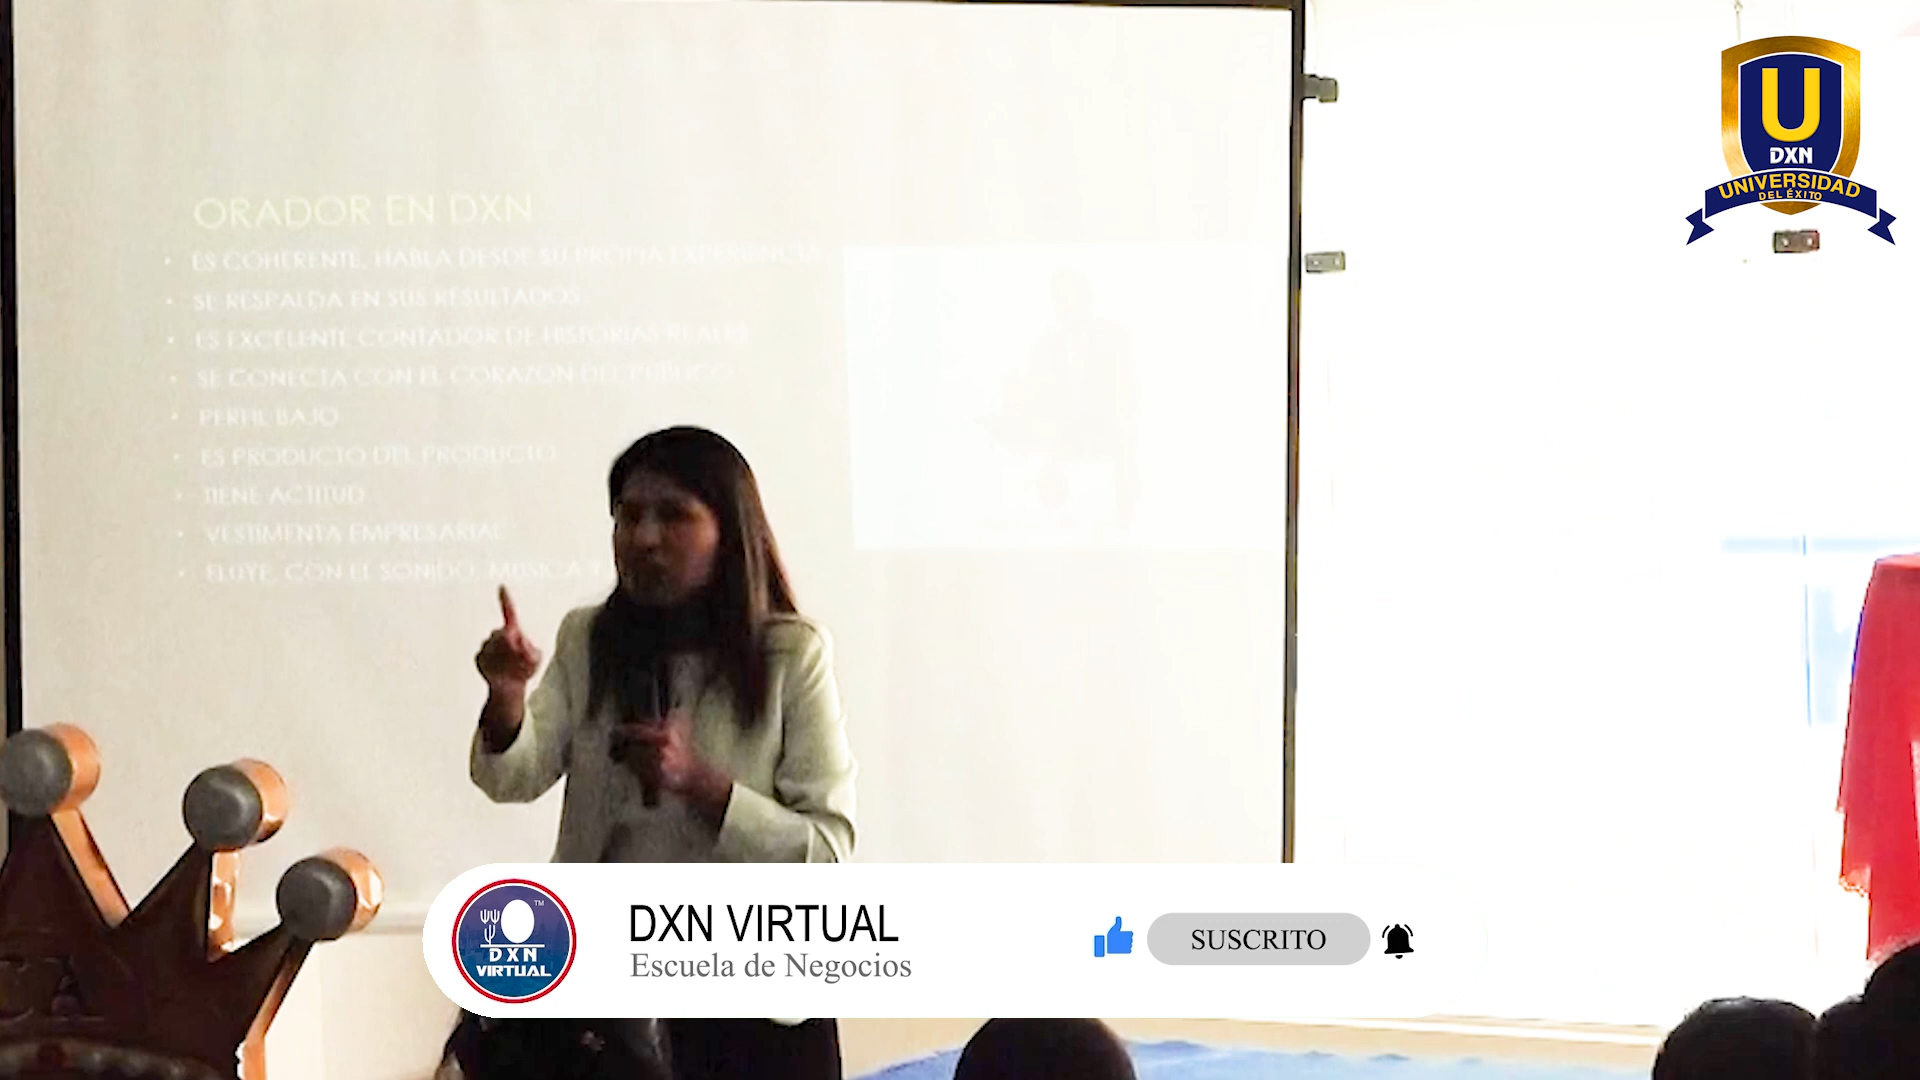 U
DXN
UNIVERSIDAD
DEL ÉXITO
ORADOR EN DXN
• ES COHERENTE, HABLA DESDE SU PROPIA EXPERIENCIA
• SE RESPALDA EN SUS RESULTADOS
• ES EXCELENTE CONTADOR DE HISTORIAS REALES
• SE CONECTA CON EL CORAZON DEL PUBLICO
• PERFIL BAJO
• ES PRODUCTO DEL PRODUCTO
• TIENE ACTITUD
• VESTIMENTA EMPRESARIAL
• FLUYE, CON EL SONIDO, MUSICA Y
DXN
VIRTUAL
TM
DXN VIRTUAL
Escuela de Negocios
SUSCRITO